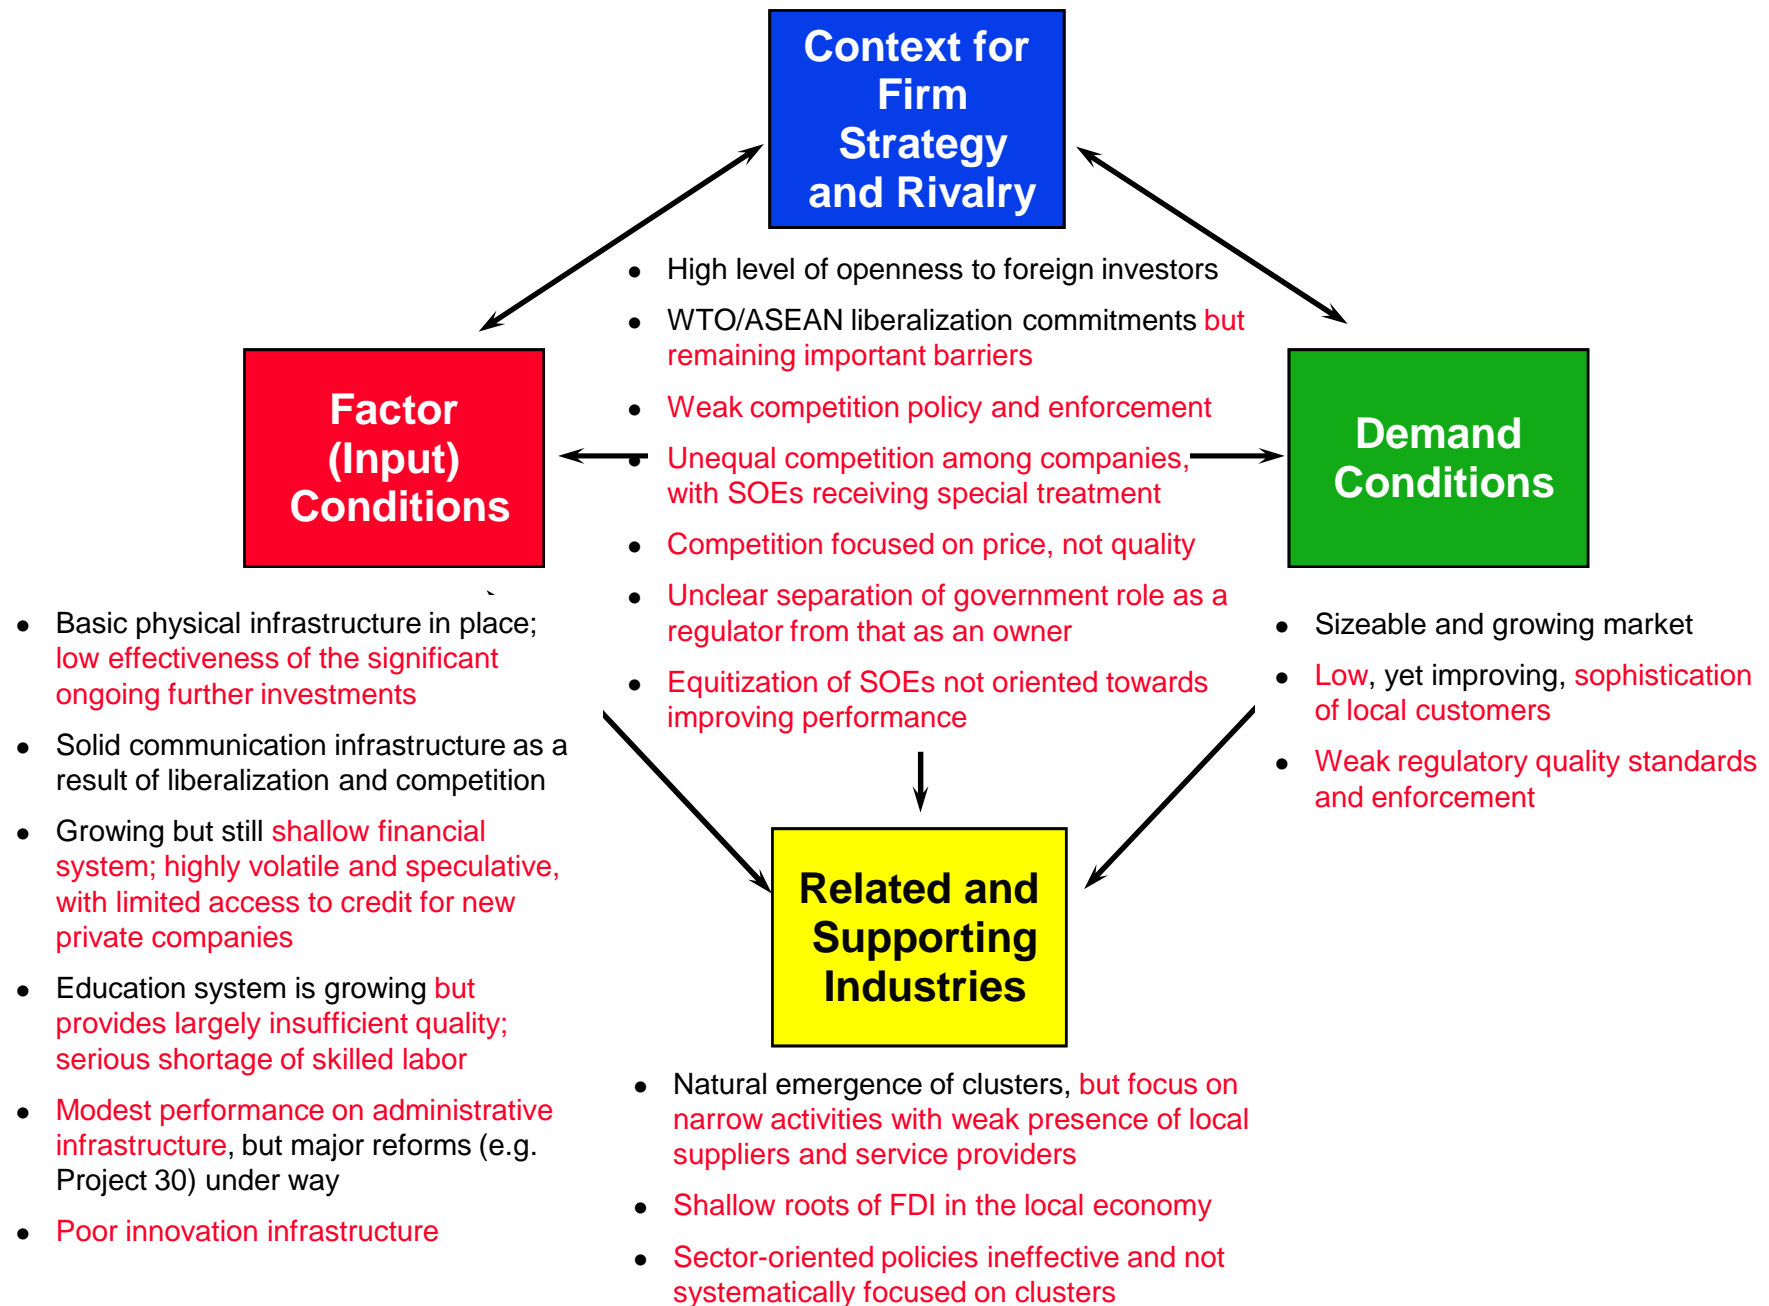 Context for
Firm
Strategy
and Rivalry
● High level of openness to foreign investors
● WTO/ASEAN liberalization commitments but
remaining important barriers
● Weak competition policy and enforcement
● Unequal competition among companies,
with SOEs receiving special treatment
● Competition focused on price, not quality
● Unclear separation of government role as a
regulator from that as an owner
● Equitization of SOEs not oriented towards
improving performance
Factor
(Input)
Conditions
● Basic physical infrastructure in place;
low effectiveness of the significant
ongoing further investments
● Solid communication infrastructure as a
result of liberalization and competition
● Growing but still shallow financial
system; highly volatile and speculative,
with limited access to credit for new
private companies
● Education system is growing but
provides largely insufficient quality;
serious shortage of skilled labor
● Modest performance on administrative
infrastructure, but major reforms (e.g.
Project 30) under way
● Poor innovation infrastructure
Demand
Conditions
● Sizeable and growing market
● Low, yet improving, sophistication
of local customers
● Weak regulatory quality standards
and enforcement
Related and
Supporting
Industries
● Natural emergence of clusters, but focus on
narrow activities with weak presence of local
suppliers and service providers
● Shallow roots of FDI in the local economy
● Sector-oriented policies ineffective and not
systematically focused on clusters